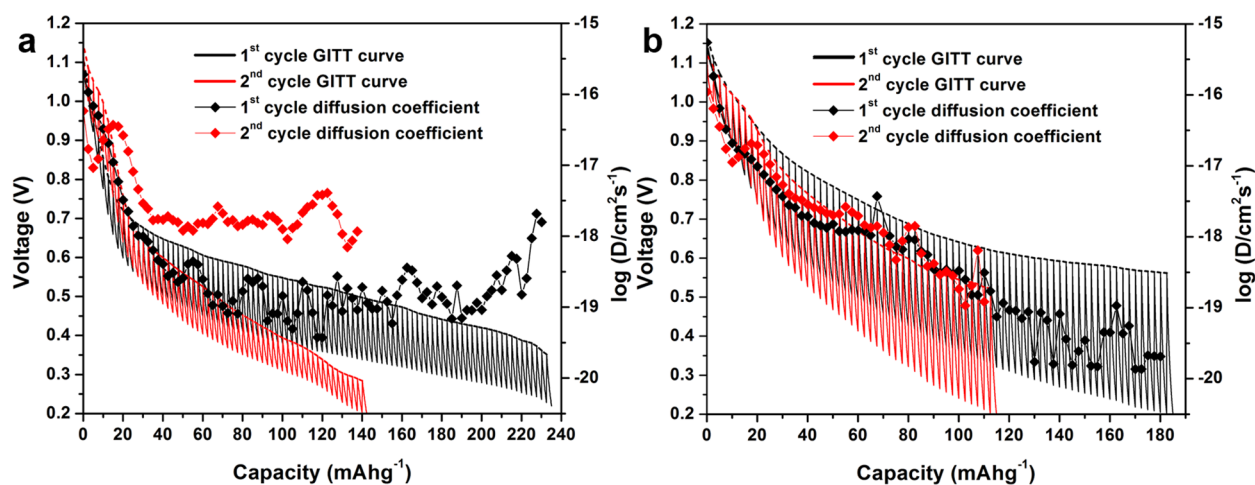 a
1.2
1.1
1.0
0.9
0.8
0.7
0.6
0.5
0.4
0.3
0.2
Voltage (V)
1st cycle GITT curve
2nd cycle GITT curve
1st cycle diffusion coefficient
2nd cycle diffusion coefficient
-15
-16
-17
-18
-19
-20
log (D/cm²s⁻¹)
0 20 40 60 80 100 120 140 160 180 200 220 240
Capacity (mAhg⁻¹)
b
1.2
1.1
1.0
0.9
0.8
0.7
0.6
0.5
0.4
0.3
0.2
Voltage (V)
1st cycle GITT curve
2nd cycle GITT curve
1st cycle diffusion coefficient
2nd cycle diffusion coefficient
-15
-16
-17
-18
-19
-20
log (D/cm²s⁻¹)
0 20 40 60 80 100 120 140 160 180
Capacity (mAhg⁻¹)